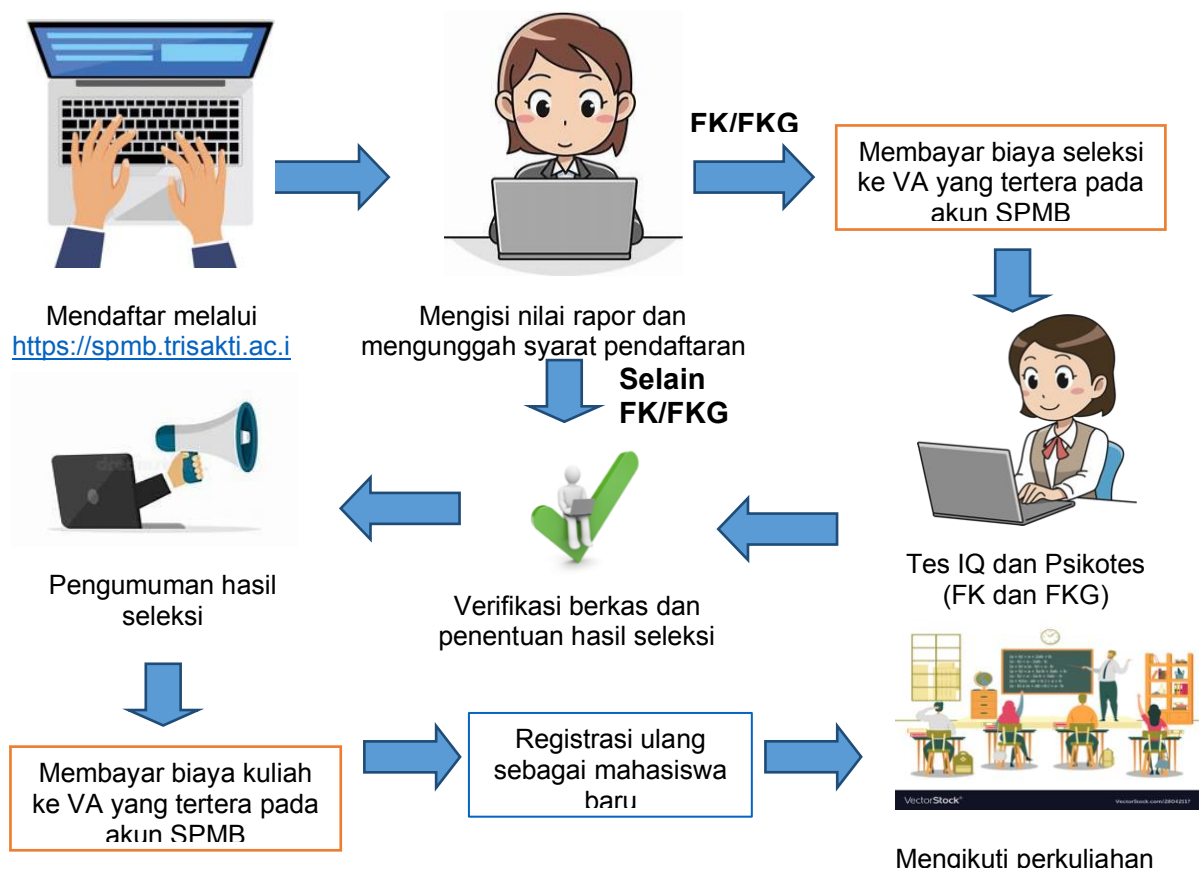 FK/FKG
Membayar biaya seleksi
ke VA yang tertera pada
akun SPMB
Mendaftar melalui
https://spmb.trisakti.ac.i
Mengisi nilai rapor dan
mengunggah syarat pendaftaran
Selain
FK/FKG
Tes IQ dan Psikotes
(FK dan FKG)
Verifikasi berkas dan
penentuan hasil seleksi
Pengumuman hasil
seleksi
Membayar biaya kuliah
ke VA yang tertera pada
akun SPMB
Registrasi ulang
sebagai mahasiswa
baru
VectorStock®
VectorStock.com/28042517
Mengikuti perkuliahan